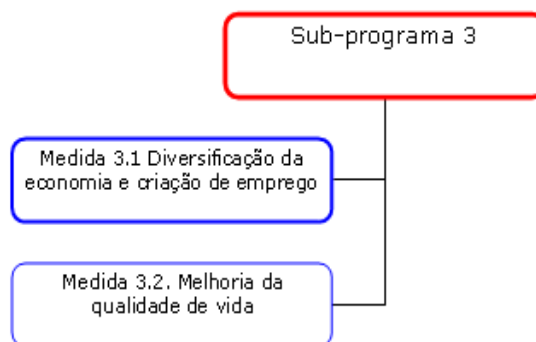 Sub-programa 3
Medida 3.1 Diversificação da
economia e criação de emprego
Medida 3.2. Melhoria da
qualidade de vida